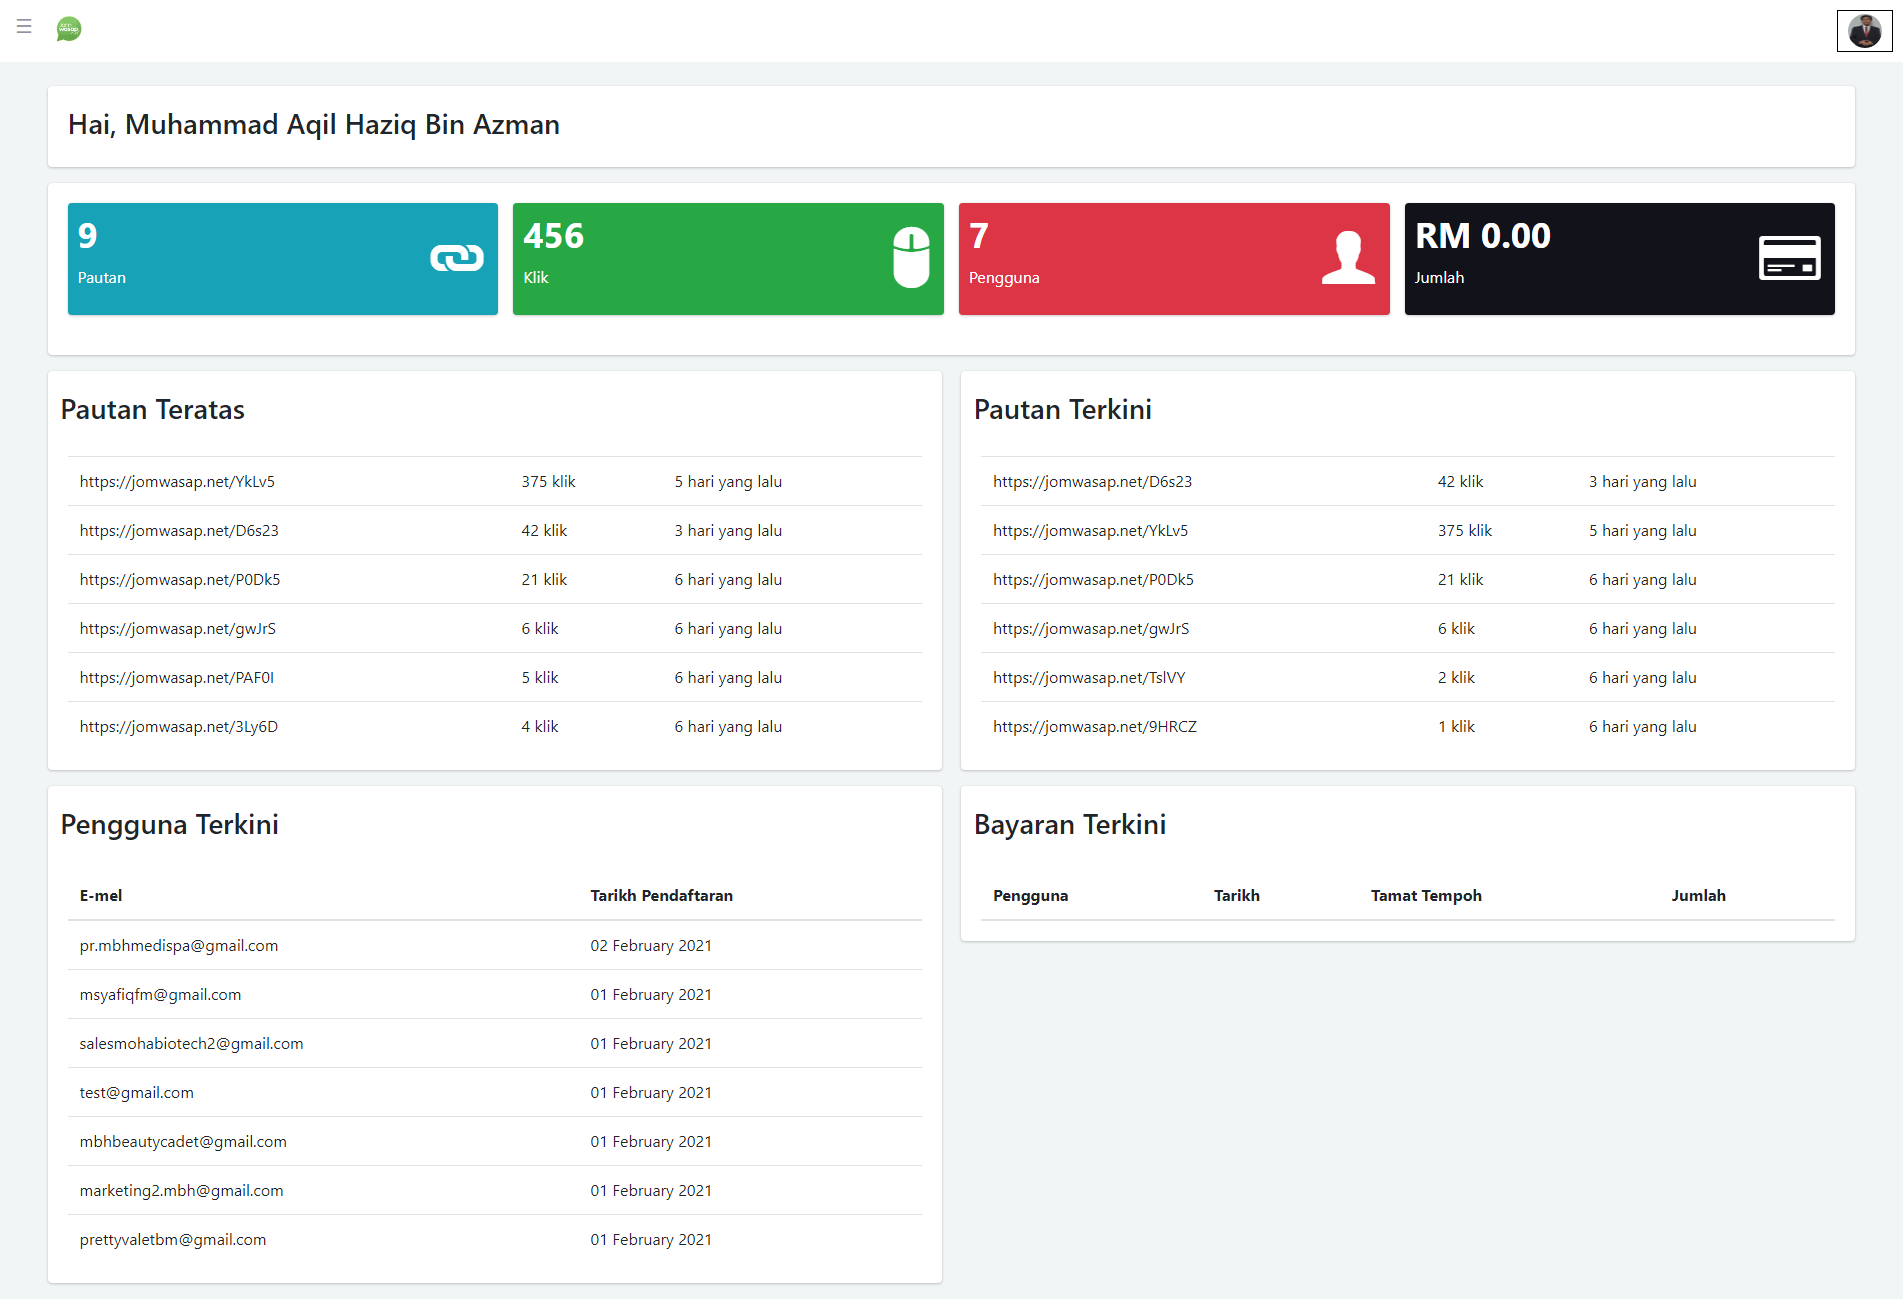 Hai, Muhammad Aqil Haziq Bin Azman
9
Pautan
456
Klik
7
Pengguna
RM 0.00
Jumlah
Pautan Teratas
https://jomwasap.net/YkLv5 375 klik 5 hari yang lalu
https://jomwasap.net/D6s23 42 klik 3 hari yang lalu
https://jomwasap.net/P0Dk5 21 klik 6 hari yang lalu
https://jomwasap.net/gwJrS 6 klik 6 hari yang lalu
https://jomwasap.net/PAF0I 5 klik 6 hari yang lalu
https://jomwasap.net/3Ly6D 4 klik 6 hari yang lalu
Pautan Terkini
https://jomwasap.net/D6s23 42 klik 3 hari yang lalu
https://jomwasap.net/YkLv5 375 klik 5 hari yang lalu
https://jomwasap.net/P0Dk5 21 klik 6 hari yang lalu
https://jomwasap.net/gwJrS 6 klik 6 hari yang lalu
https://jomwasap.net/TslVY 2 klik 6 hari yang lalu
https://jomwasap.net/9HRCZ 1 klik 6 hari yang lalu
Pengguna Terkini
E-mel Tarikh Pendaftaran
pr.mbhmedispa@gmail.com 02 February 2021
msyafiqfm@gmail.com 01 February 2021
salesmohabiotech2@gmail.com 01 February 2021
test@gmail.com 01 February 2021
mbhbeautycadet@gmail.com 01 February 2021
marketing2.mbh@gmail.com 01 February 2021
prettyvaletbm@gmail.com 01 February 2021
Bayaran Terkini
Pengguna Tarikh Tamat Tempoh Jumlah